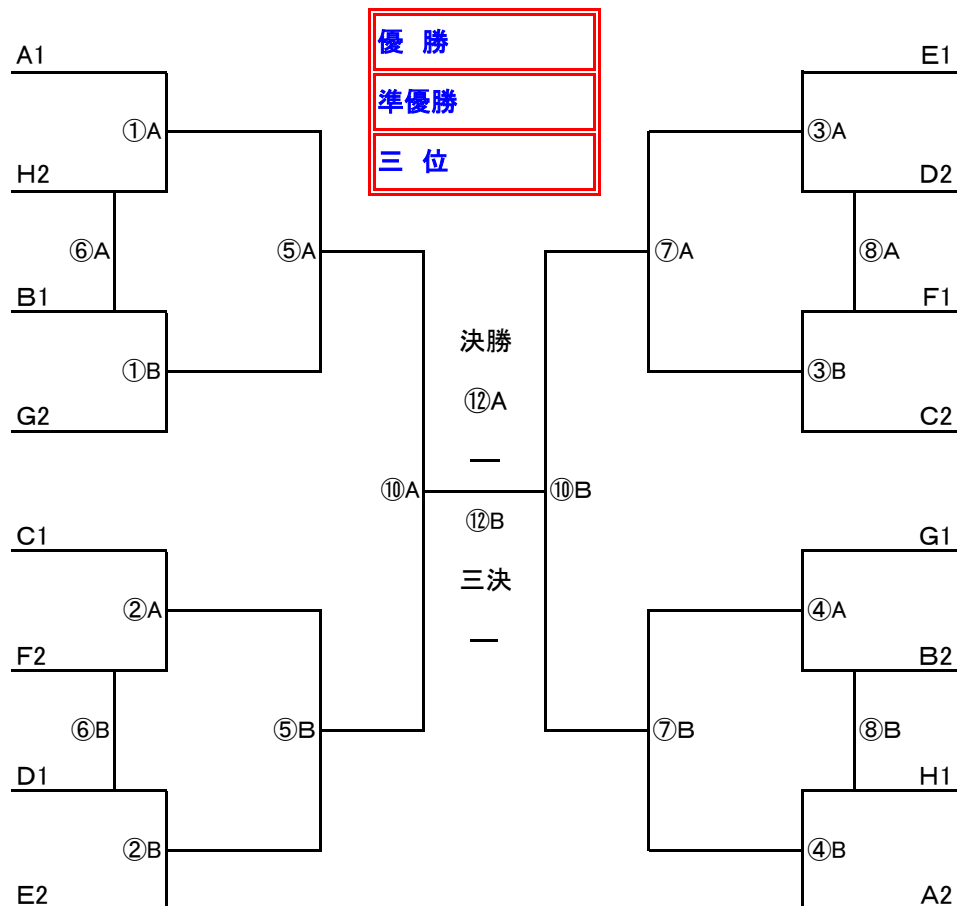 優 勝
準優勝
三 位
A1
①A
H2
⑥A
⑤A
B1
①B
G2
C1
②A
F2
⑥B
⑤B
D1
②B
E2
⑩A
決勝
⑫A
―
⑫B
三決
―
⑩B
E1
③A
D2
⑦A
⑧A
F1
③B
C2
G1
④A
B2
⑦B
⑧B
H1
④B
A2